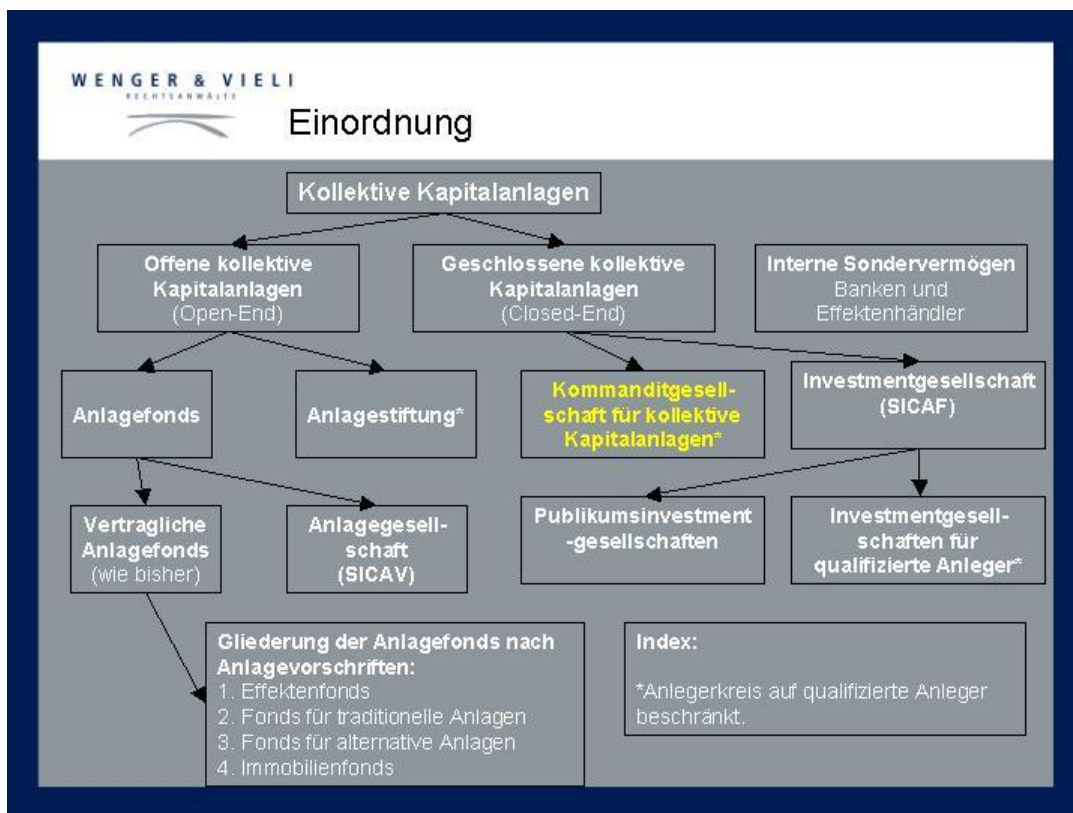 WENGER & VIELI
RECHTSANWÄLTE
Einordnung
Kollektive Kapitalanlagen
Offene kollektive
Kapitalanlagen
(Open-End)
Geschlossene kollektive
Kapitalanlagen
(Closed-End)
Interne Sondervermögen
Banken und
Effektenhändler
Anlagefonds
Anlagestiftung*
Kommanditgesell-
schaft für kollektive
Kapitalanlagen*
Investmentgesellschaft
(SICAF)
Vertragliche
Anlagefonds
(wie bisher)
Anlagegesell-
schaft
(SICAV)
Publikumsinvestment
-gesellschaften
Investmentgesell-
schaften für
qualifizierte Anleger*
Gliederung der Anlagefonds nach
Anlagevorschriften:
1. Effektenfonds
2. Fonds für traditionelle Anlagen
3. Fonds für alternative Anlagen
4. Immobilienfonds
Index:
*Anlegerkreis auf qualifizierte Anleger
beschränkt.